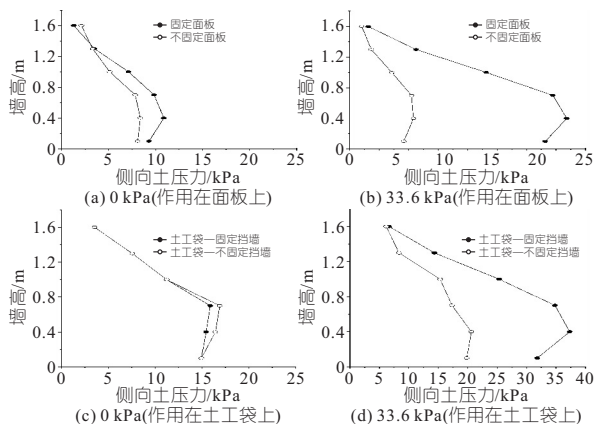 固定面板
不固定面板
墙高/m
1.6
1.2
0.8
0.4
0
0 5 10 15 20 25
侧向土压力/kPa
(a) 0 kPa(作用在面板上)
固定面板
不固定面板
墙高/m
1.6
1.2
0.8
0.4
0
0 5 10 15 20 25
侧向土压力/kPa
(b) 33.6 kPa(作用在面板上)
土工袋—固定挡墙
土工袋—不固定挡墙
墙高/m
1.6
1.2
0.8
0.4
0
0 5 10 15 20 25
侧向土压力/kPa
(c) 0 kPa(作用在土工袋上)
土工袋—固定挡墙
土工袋—不固定挡墙
墙高/m
1.6
1.2
0.8
0.4
0
0 5 10 15 20 25 30 35 40
侧向土压力/kPa
(d) 33.6 kPa(作用在土工袋上)